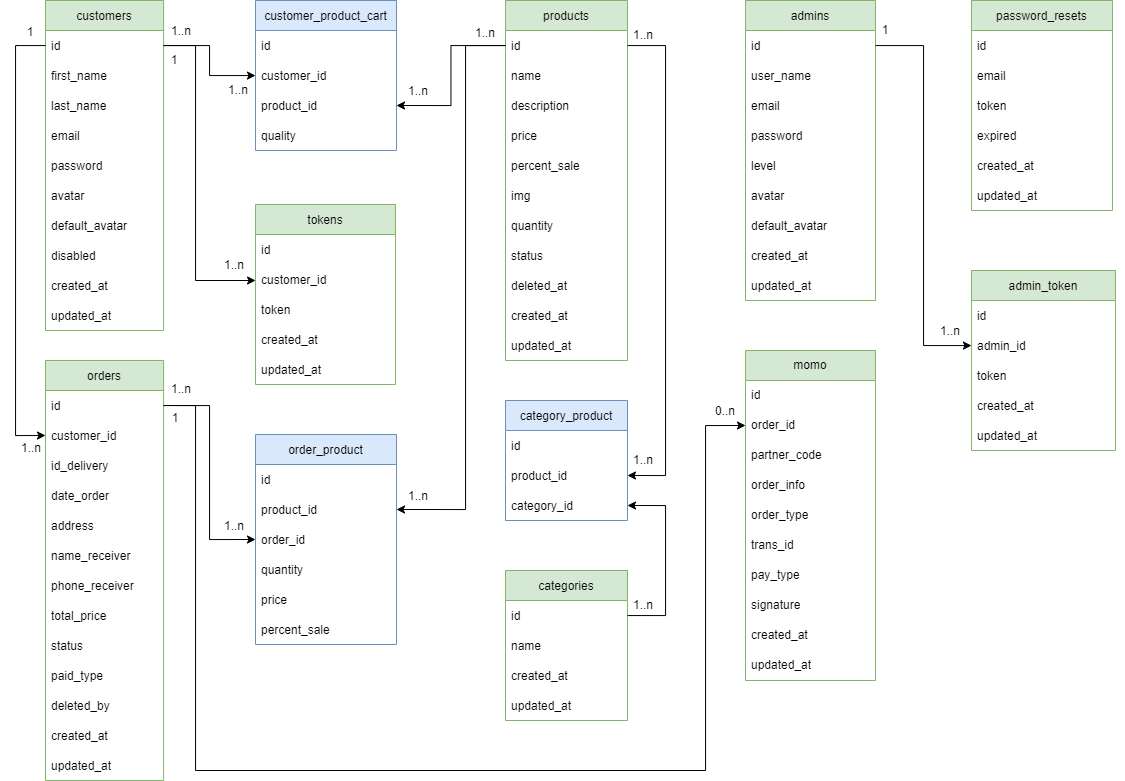 customers
id
first_name
last_name
email
password
avatar
default_avatar
disabled
created_at
updated_at
1
1..n
1
customer_product_cart
id
customer_id
product_id
quality
1..n
1..n
1..n
products
id
name
description
price
percent_sale
img
quantity
status
deleted_at
created_at
updated_at
1..n
admins
id
user_name
email
password
level
avatar
default_avatar
created_at
updated_at
1
password_resets
id
email
token
expired
created_at
updated_at
tokens
id
customer_id
token
created_at
updated_at
1..n
admin_token
id
admin_id
token
created_at
updated_at
1..n
orders
id
customer_id
id_delivery
date_order
address
name_receiver
phone_receiver
total_price
status
paid_type
deleted_by
created_at
updated_at
1..n
1..n
1
order_product
id
product_id
order_id
quantity
price
percent_sale
1..n
1..n
category_product
id
product_id
category_id
1..n
categories
id
name
created_at
updated_at
1..n
momo
id
order_id
partner_code
order_info
order_type
trans_id
pay_type
signature
created_at
updated_at
0..n